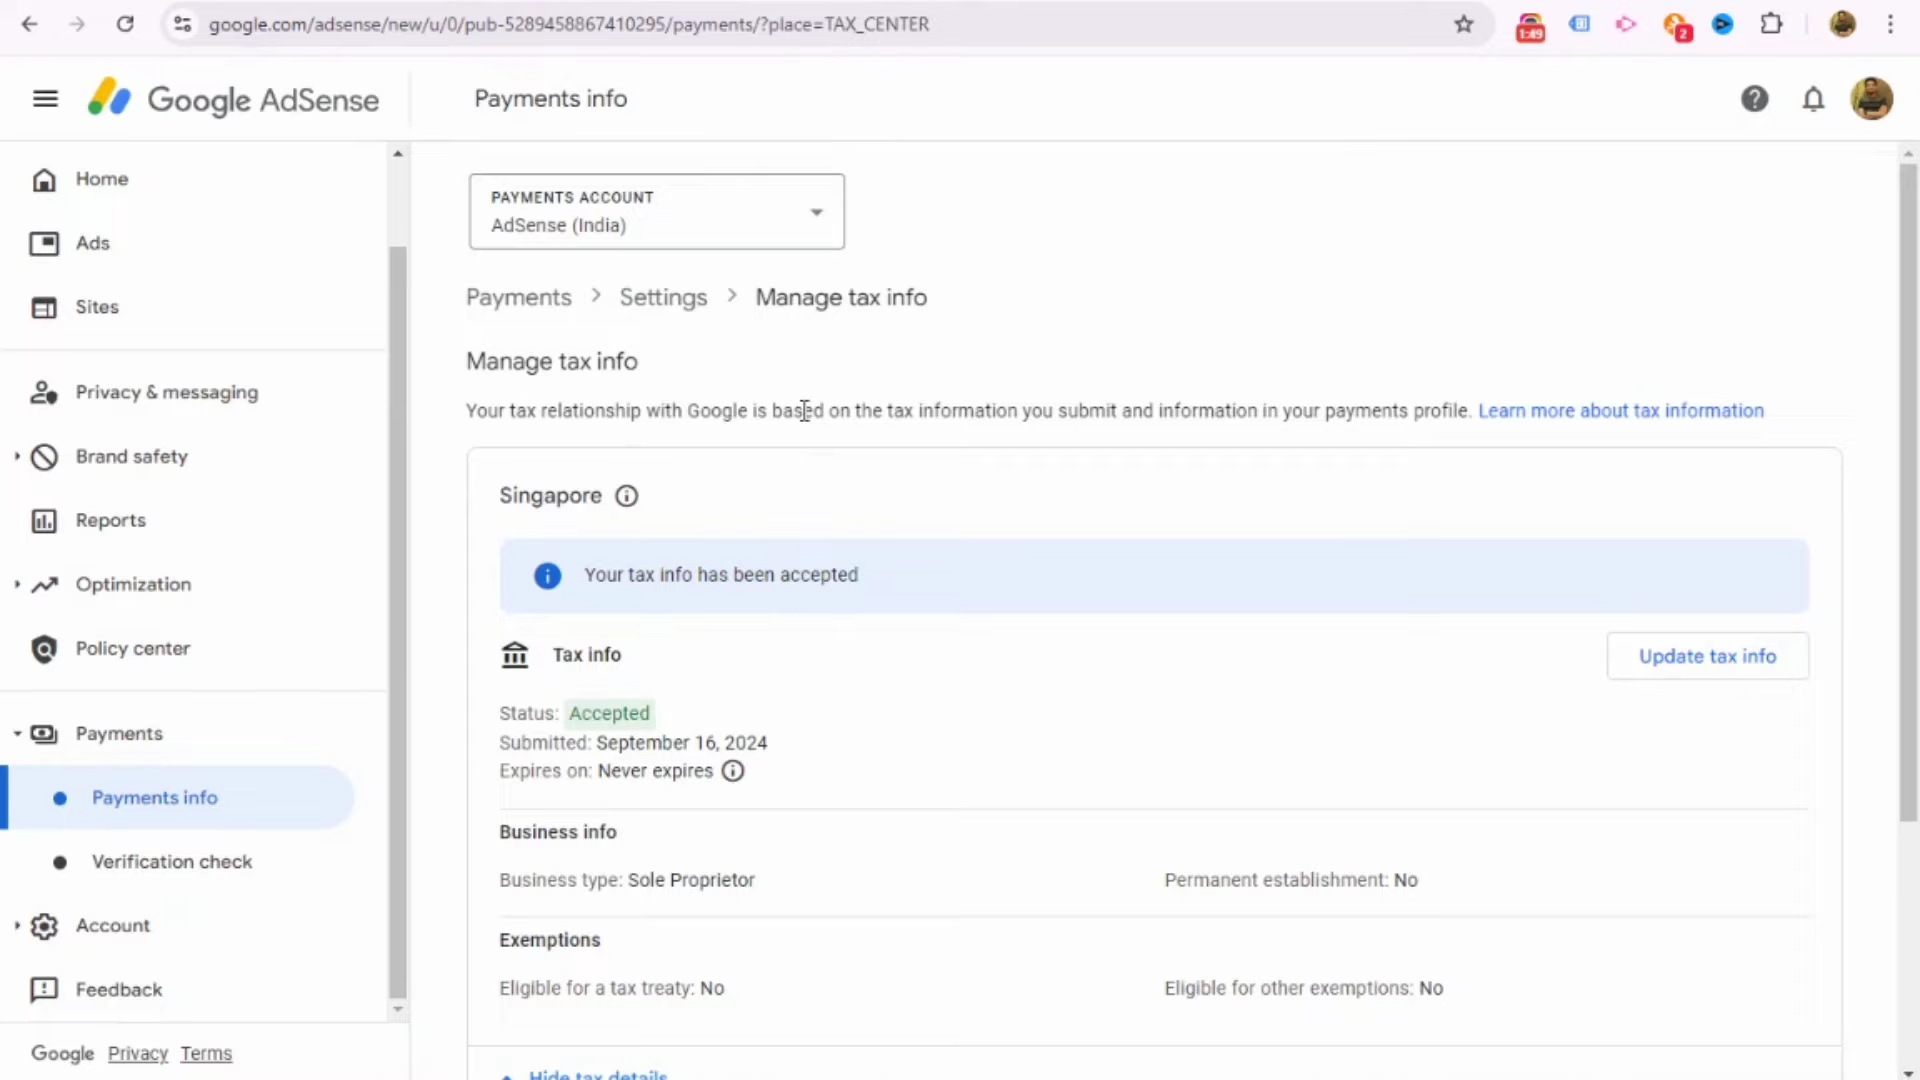 google.com/adsense/new/u/0/pub-5289458867410295/payments/?place=TAX_CENTER
1:49
2
Google AdSense
Payments info
Home
Ads
Sites
Privacy & messaging
Brand safety
Reports
Optimization
Policy center
Payments
Payments info
Verification check
Account
Feedback
Google Privacy Terms
PAYMENTS ACCOUNT
AdSense (India)
Payments > Settings > Manage tax info
Manage tax info
Your tax relationship with Google is based on the tax information you submit and information in your payments profile. Learn more about tax information
Singapore
Your tax info has been accepted
Tax info
Update tax info
Status: Accepted
Submitted: September 16, 2024
Expires on: Never expires
Business info
Business type: Sole Proprietor
Permanent establishment: No
Exemptions
Eligible for a tax treaty: No
Eligible for other exemptions: No
Hide tax details